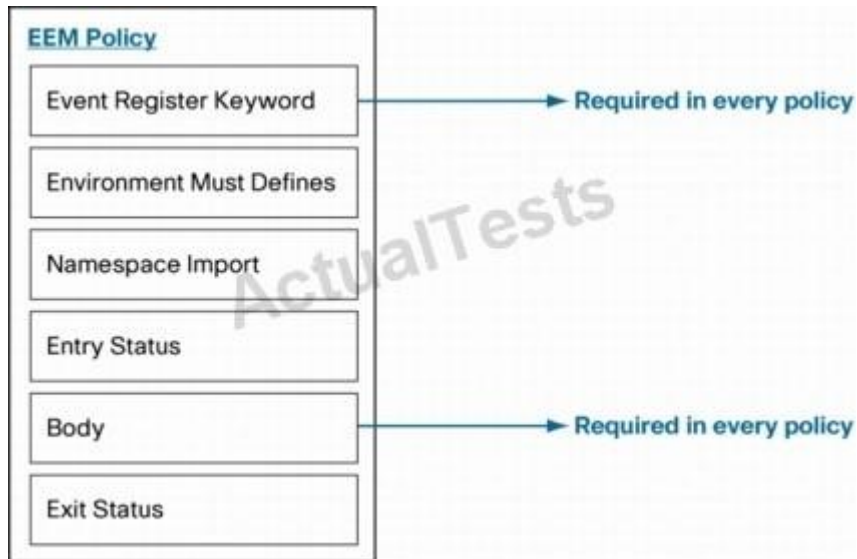 EEM Policy
Event Register Keyword
Required in every policy
Environment Must Defines
Namespace Import
ActualTests
Entry Status
Body
Required in every policy
Exit Status